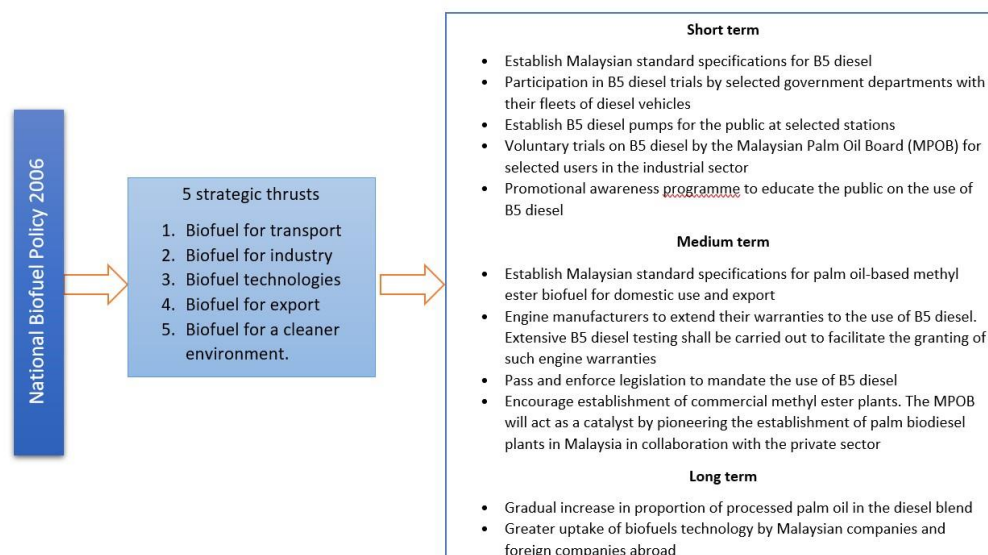 National Biofuel Policy 2006
5 strategic thrusts
1. Biofuel for transport
2. Biofuel for industry
3. Biofuel technologies
4. Biofuel for export
5. Biofuel for a cleaner
environment.
Short term
• Establish Malaysian standard specifications for B5 diesel
• Participation in B5 diesel trials by selected government departments with
their fleets of diesel vehicles
• Establish B5 diesel pumps for the public at selected stations
• Voluntary trials on B5 diesel by the Malaysian Palm Oil Board (MPOB) for
selected users in the industrial sector
• Promotional awareness programme to educate the public on the use of
B5 diesel
Medium term
• Establish Malaysian standard specifications for palm oil-based methyl
ester biofuel for domestic use and export
• Engine manufacturers to extend their warranties to the use of B5 diesel.
Extensive B5 diesel testing shall be carried out to facilitate the granting of
such engine warranties
• Pass and enforce legislation to mandate the use of B5 diesel
• Encourage establishment of commercial methyl ester plants. The MPOB
will act as a catalyst by pioneering the establishment of palm biodiesel
plants in Malaysia in collaboration with the private sector
Long term
• Gradual increase in proportion of processed palm oil in the diesel blend
• Greater uptake of biofuels technology by Malaysian companies and
foreign companies abroad